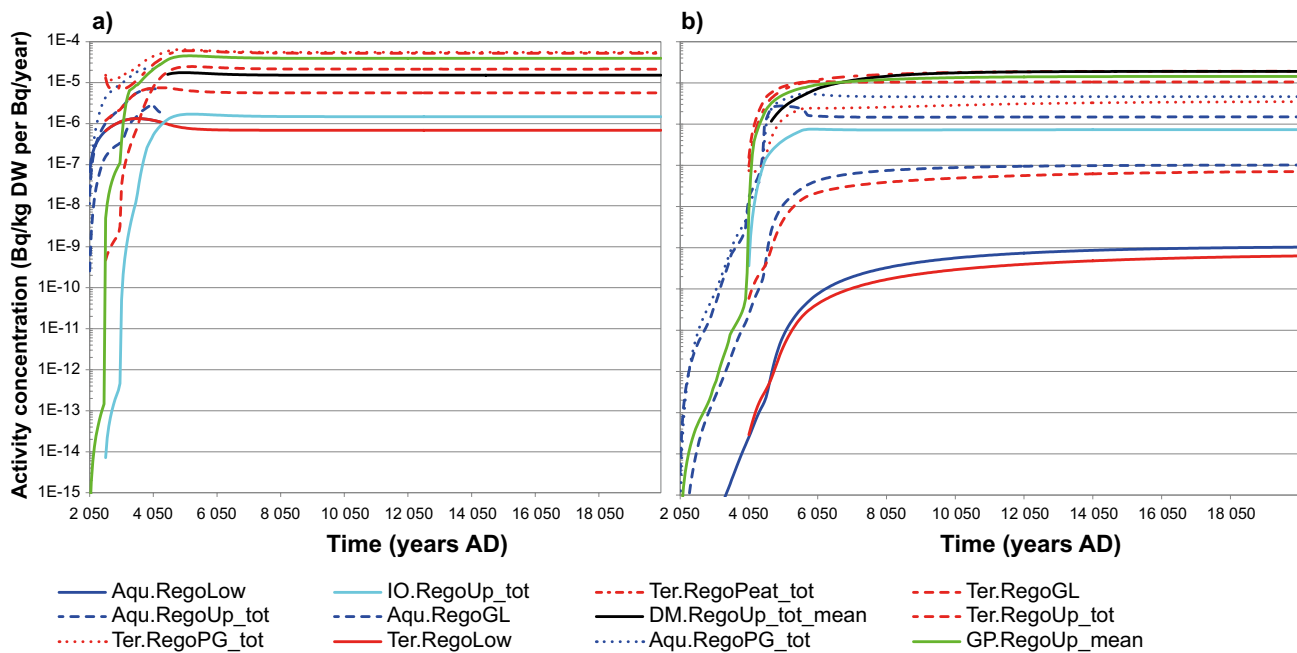 a)
b)
Activity concentration (Bq/kg DW per Bq/year)
1E-4
1E-5
1E-6
1E-7
1E-8
1E-9
1E-10
1E-11
1E-12
1E-13
1E-14
1E-15
2 050 4 050 6 050 8 050 10 050 12 050 14 050 16 050 18 050
2 050 4 050 6 050 8 050 10 050 12 050 14 050 16 050 18 050
Time (years AD)
Time (years AD)
Aqu.RegoLow IO.RegoUp_tot Ter.RegoPeat_tot Ter.RegoGL
Aqu.RegoUp_tot Aqu.RegoGL DM.RegoUp_tot_mean Ter.RegoUp_tot
Ter.RegoPG_tot Ter.RegoLow Aqu.RegoPG_tot GP.RegoUp_mean